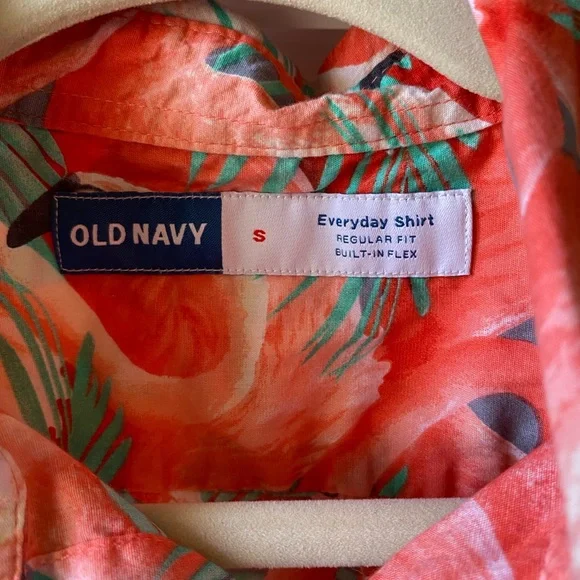 OLD NAVY
S
Everyday Shirt
REGULAR FIT
BUILT-IN FLEX